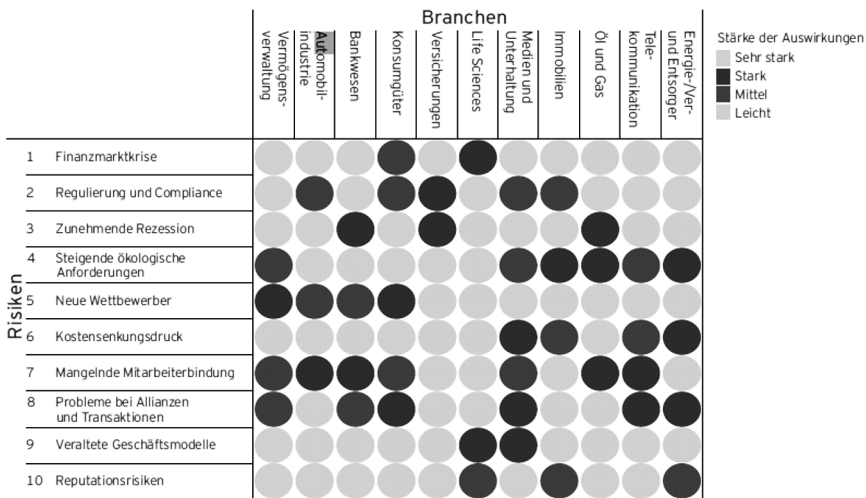 Branchen
Vermögens-
verwaltung
Automobil-
industrie
Bankwesen
Konsumgüter
Versicherungen
Life Sciences
Medien und
Unterhaltung
Immobilien
Öl und Gas
Tele-
kommunikation
Energie-/Ver-
und Entsorger
Stärke der Auswirkungen
Sehr stark
Stark
Mittel
Leicht
Risiken
1 Finanzmarktkrise
2 Regulierung und Compliance
3 Zunehmende Rezession
4 Steigende ökologische
Anforderungen
5 Neue Wettbewerber
6 Kostensenkungsdruck
7 Mangelnde Mitarbeiterbindung
8 Probleme bei Allianzen
und Transaktionen
9 Veraltete Geschäftsmodelle
10 Reputationsrisiken